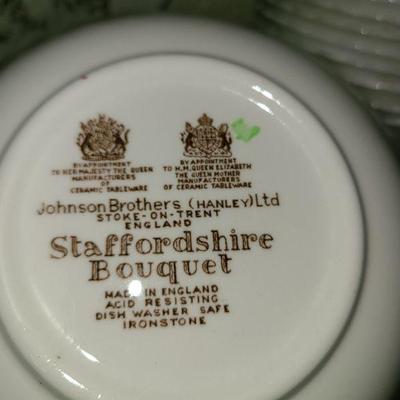 BY APPOINTMENT
TO HER MAJESTY THE QUEEN
MANUFACTURERS
OF
CERAMIC TABLEWARE
BY APPOINTMENT
TO H.M. QUEEN ELIZABETH
THE QUEEN MOTHER
MANUFACTURERS
OF CERAMIC TABLEWARE
Johnson Brothers (HANLEY) Ltd
STOKE-ON-TRENT
ENGLAND
Staffordshire
Bouquet
MADE IN ENGLAND
ACID RESISTING
DISH WASHER SAFE
IRONSTONE